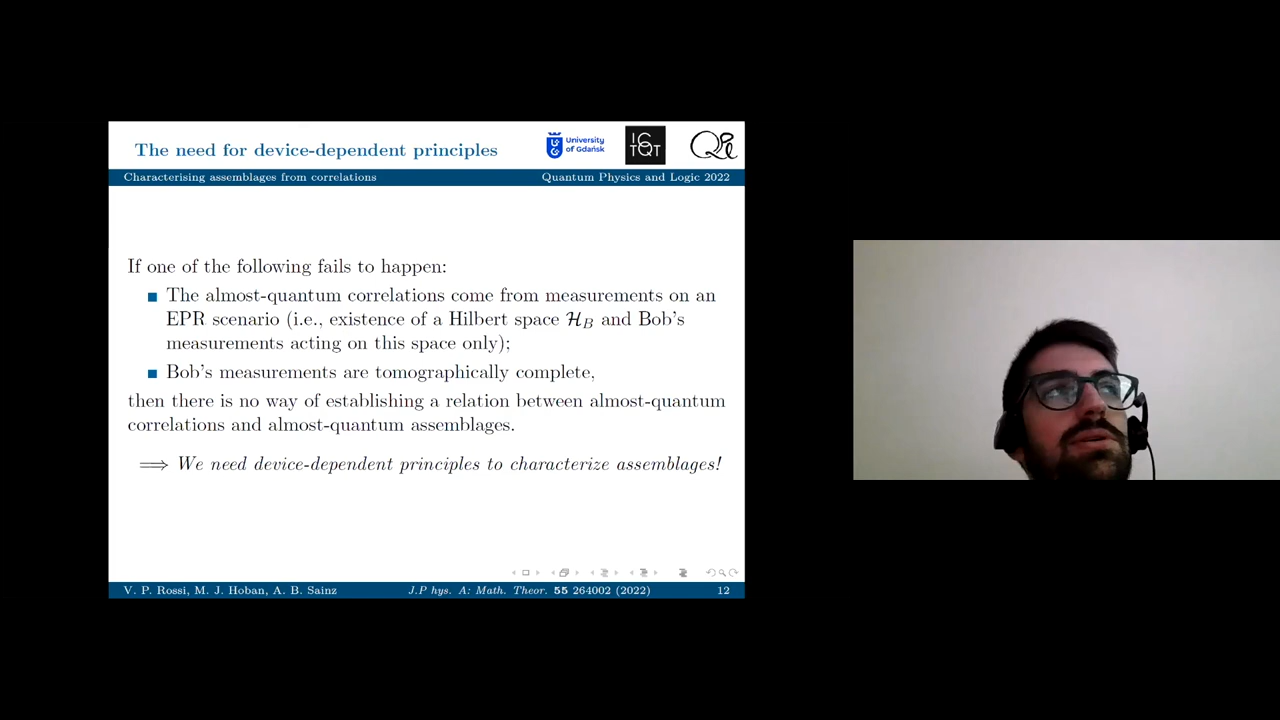 The need for device-dependent principles
University
of Gdańsk
IC
TQT
Characterising assemblages from correlations
Quantum Physics and Logic 2022
If one of the following fails to happen:
The almost-quantum correlations come from measurements on an
EPR scenario (i.e., existence of a Hilbert space ℋ_B and Bob's
measurements acting on this space only);
Bob's measurements are tomographically complete,
then there is no way of establishing a relation between almost-quantum
correlations and almost-quantum assemblages.
⟹ We need device-dependent principles to characterize assemblages!
V. P. Rossi, M. J. Hoban, A. B. Sainz
J.P hys. A: Math. Theor. 55 264002 (2022)
12